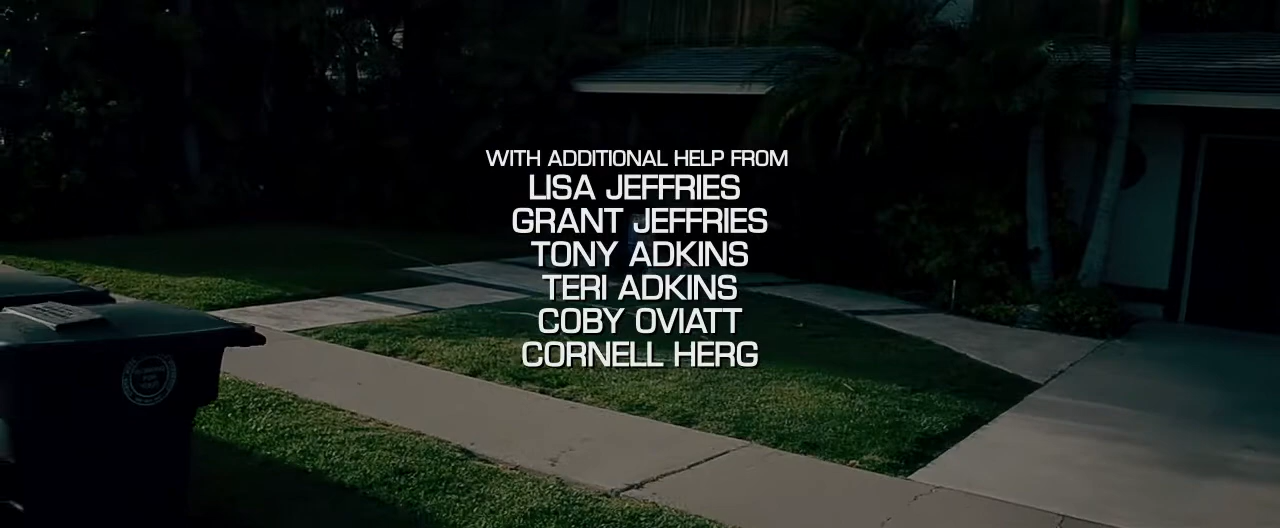 WITH ADDITIONAL HELP FROM
LISA JEFFRIES
GRANT JEFFRIES
TONY ADKINS
TERI ADKINS
COBY OVIATT
CORNELL HERG